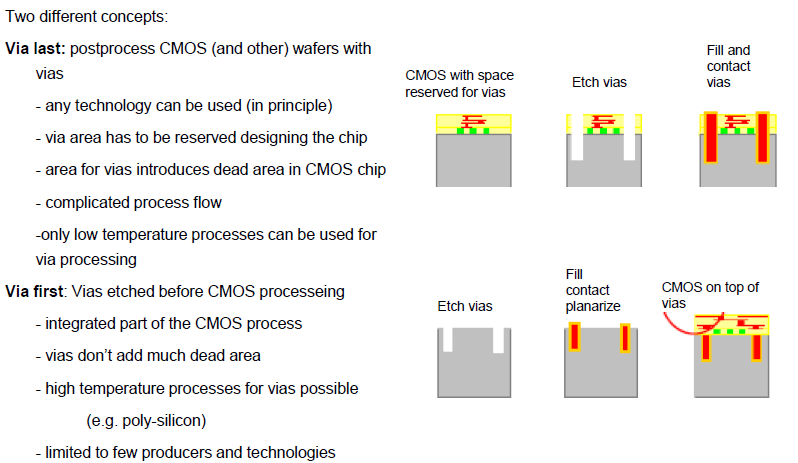 Two different concepts:
Via last: postprocess CMOS (and other) wafers with
vias
- any technology can be used (in principle)
- via area has to be reserved designing the chip
- area for vias introduces dead area in CMOS chip
- complicated process flow
-only low temperature processes can be used for
via processing
Via first: Vias etched before CMOS processeing
- integrated part of the CMOS process
- vias don't add much dead area
- high temperature processes for vias possible
(e.g. poly-silicon)
- limited to few producers and technologies
CMOS with space
reserved for vias
Etch vias
Fill and
contact
vias
Etch vias
Fill
contact
planarize
CMOS on top of
vias